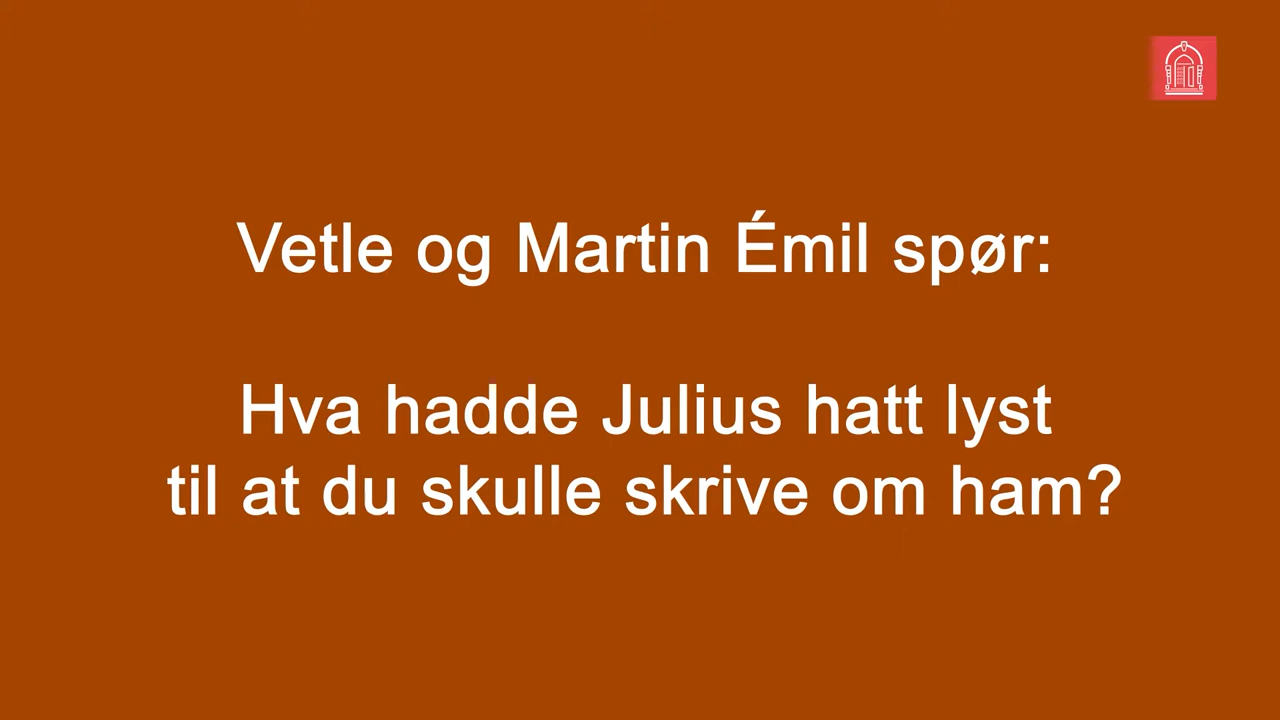 Vetle og Martin Émil spør:
Hva hadde Julius hatt lyst
til at du skulle skrive om ham?